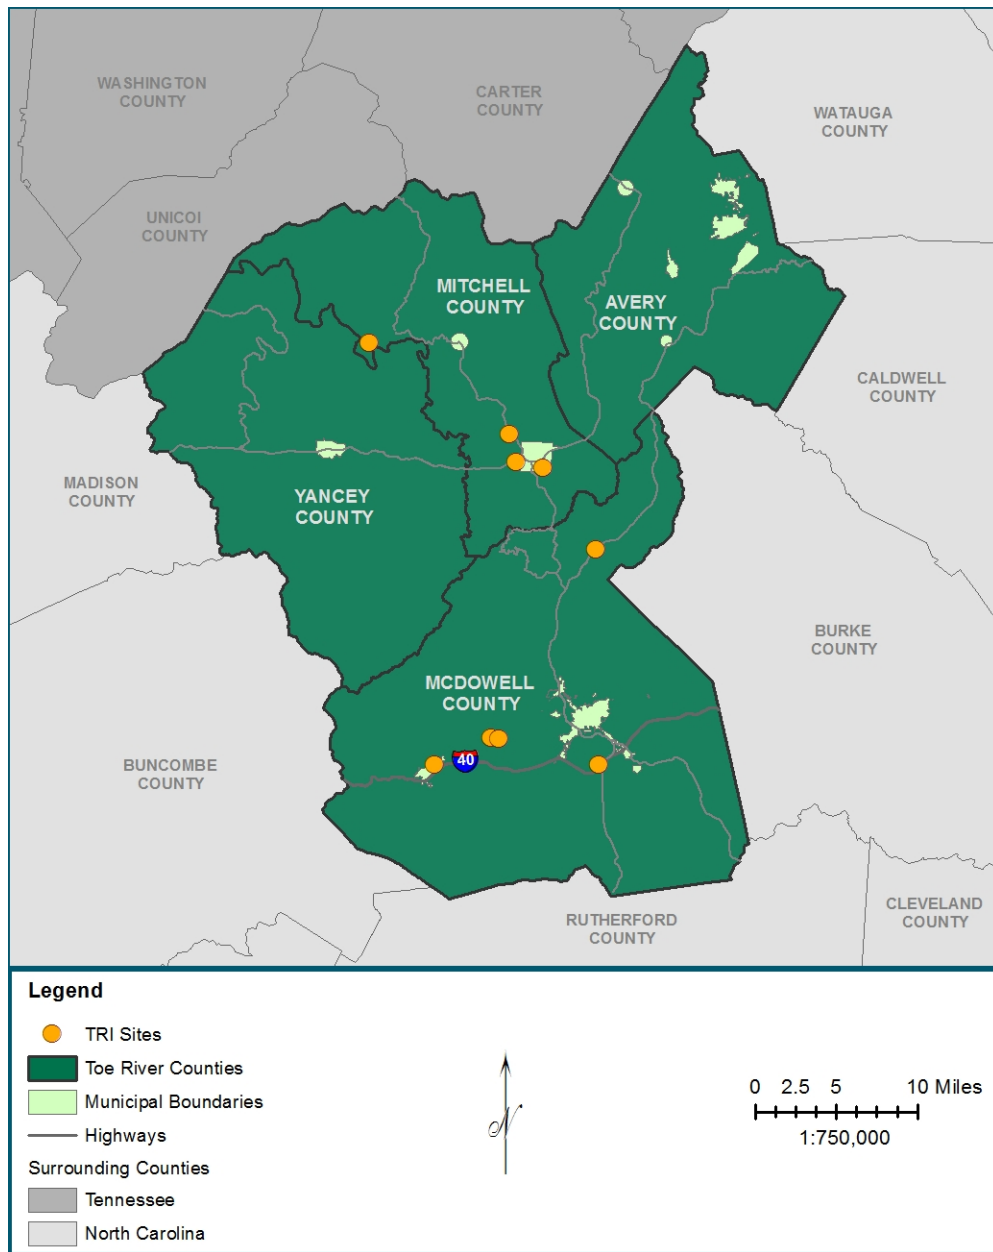 WASHINGTON
COUNTY
CARTER
COUNTY
WATAUGA
COUNTY
UNICOI
COUNTY
MITCHELL
COUNTY
AVERY
COUNTY
CALDWELL
COUNTY
MADISON
COUNTY
YANCEY
COUNTY
BURKE
COUNTY
MCDOWELL
COUNTY
40
BUNCOMBE
COUNTY
RUTHERFORD
COUNTY
CLEVELAND
COUNTY
Legend
TRI Sites
Toe River Counties
Municipal Boundaries
Highways
Surrounding Counties
Tennessee
North Carolina
N
0 2.5 5 10 Miles
1:750,000